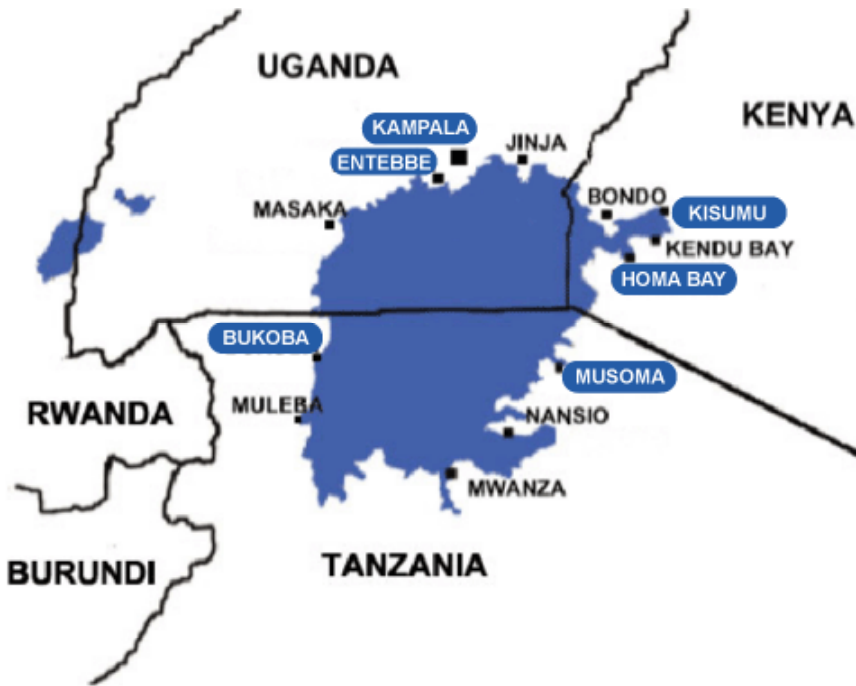 UGANDA
KENYA
KAMPALA
JINJA
ENTEBBE
MASAKA
BONDO
KISUMU
KENDU BAY
HOMA BAY
BUKOBA
MUSOMA
RWANDA
MULEBA
NANSIO
MWANZA
BURUNDI
TANZANIA